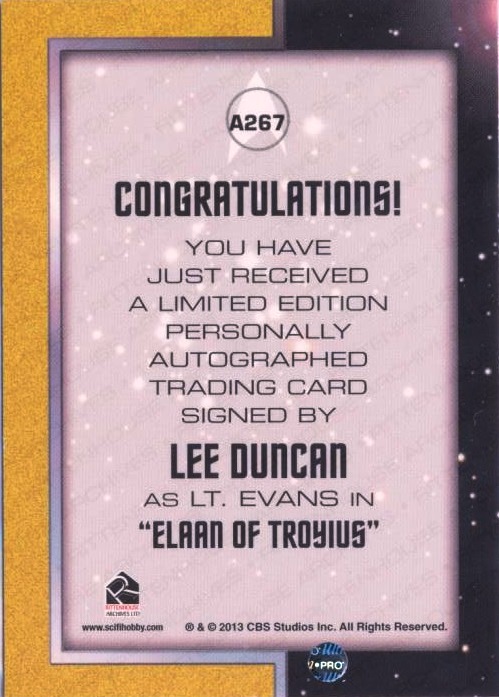 A267
CONGRATULATIONS!
YOU HAVE
JUST RECEIVED
A LIMITED EDITION
PERSONALLY
AUTOGRAPHED
TRADING CARD
SIGNED BY
LEE DUNCAN
AS LT. EVANS IN
"ELAAN OF TROYIUS"
RITTENHOUSE
ARCHIVES LTD
www.scifihobby.com ® & © 2013 CBS Studios Inc. All Rights Reserved.
PRO